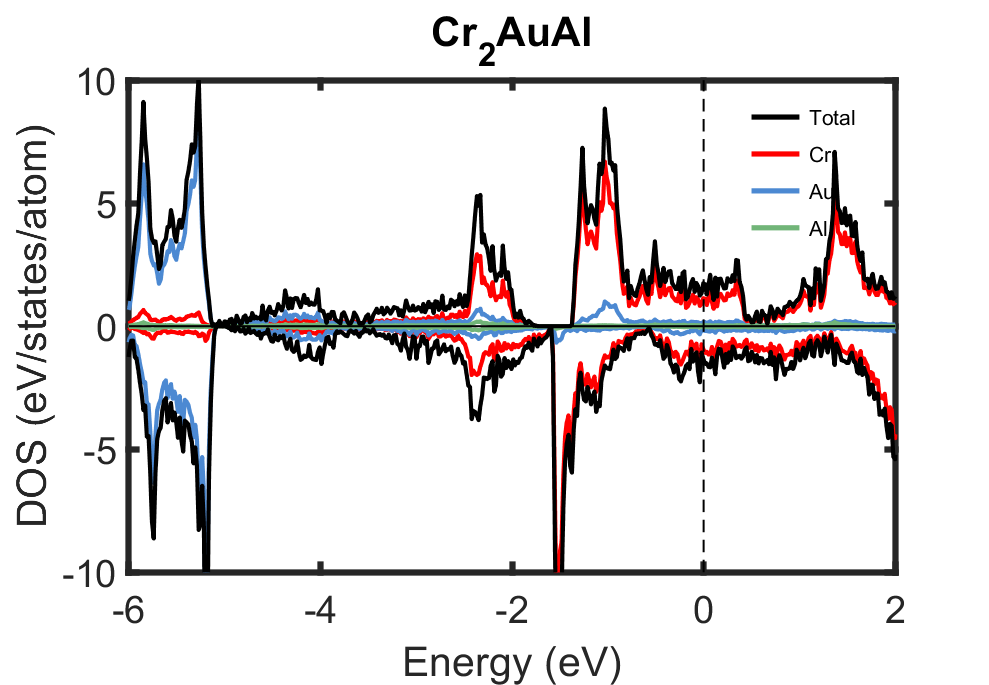 Cr₂AuAl
DOS (eV/states/atom)
10
5
0
-5
-10
Total
Cr
Au
Al
-6 -4 -2 0 2
Energy (eV)